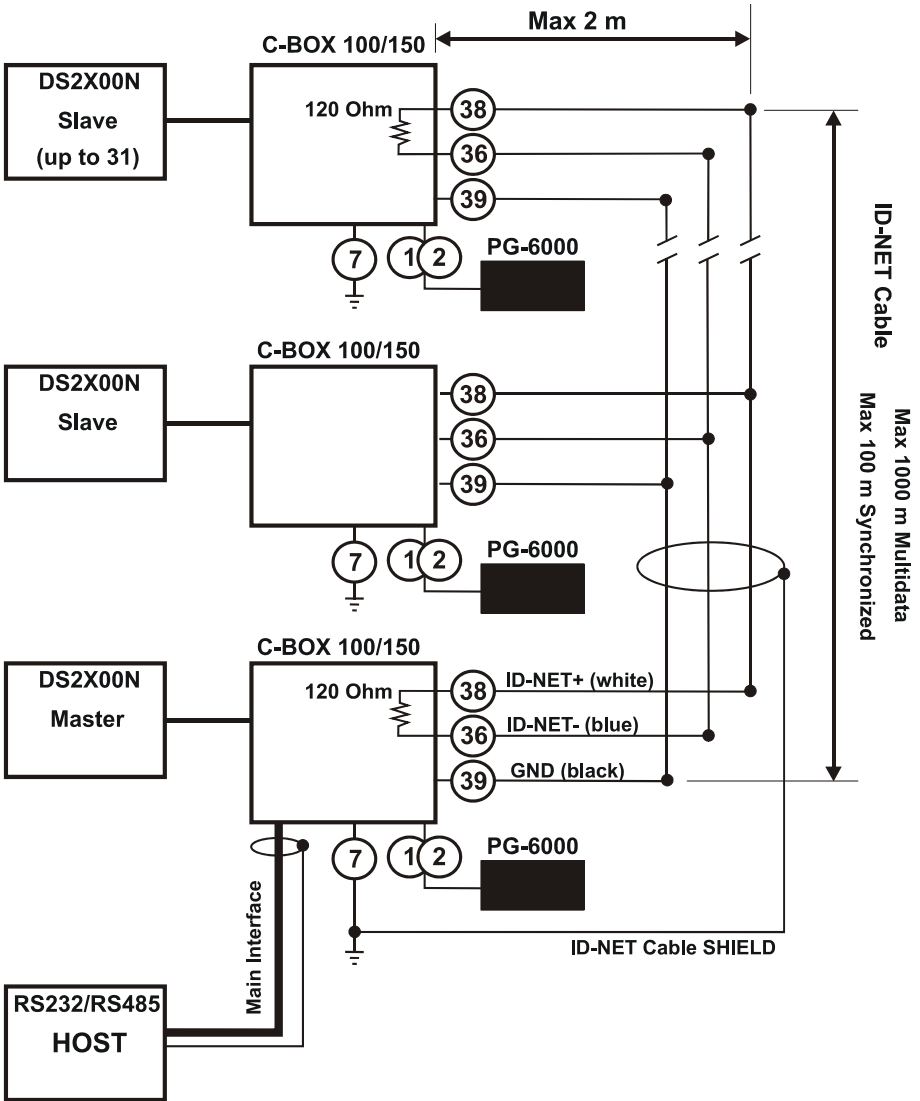 Max 2 m
C-BOX 100/150
DS2X00N
Slave
(up to 31)
120 Ohm
38
36
39
7
1
2
PG-6000
ID-NET Cable
Max 1000 m Multidata
Max 100 m Synchronized
C-BOX 100/150
DS2X00N
Slave
38
36
39
7
1
2
PG-6000
C-BOX 100/150
DS2X00N
Master
120 Ohm
38
ID-NET+ (white)
36
ID-NET- (blue)
39
GND (black)
7
1
2
PG-6000
Main Interface
ID-NET Cable SHIELD
RS232/RS485
HOST